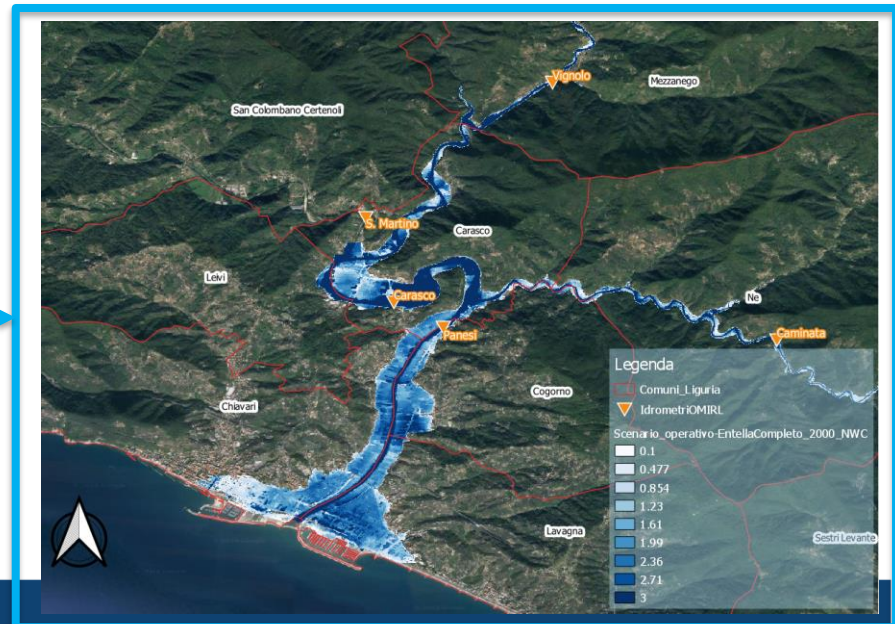 Vignolo
Mezzanego
San Colombano Certenoli
S. Martino
Carasco
Leivi
Carasco
Ne
Panesi
Caminata
Legenda
Comuni_Liguria
IdrometriOMIRL
Scenario_operativo-EntellaCompleto_2000_NWC
0.1
0.477
0.854
1.23
1.61
1.99
2.36
2.71
3
Cogorno
Chiavari
Lavagna
Sestri Levante